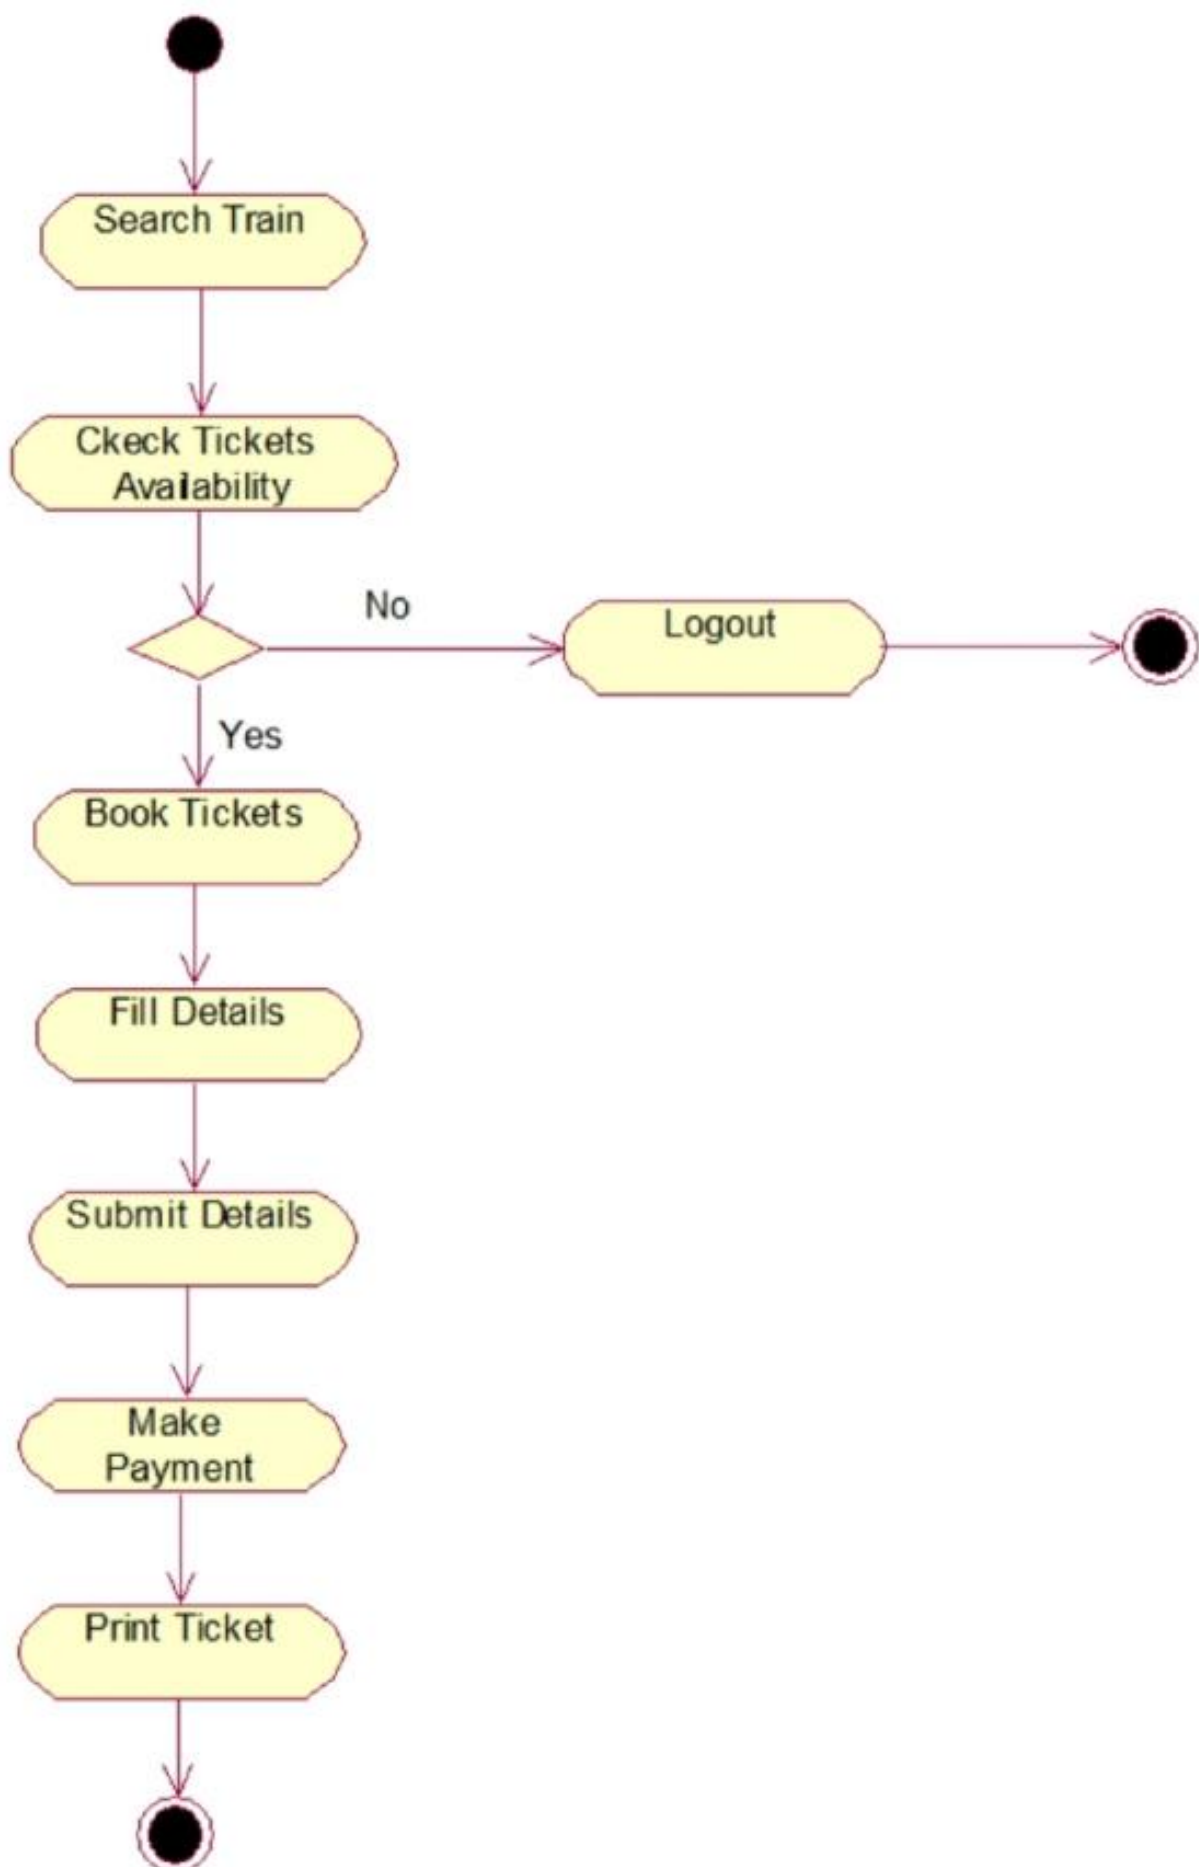 Search Train
Ckeck Tickets
Availability
No
Logout
Yes
Book Tickets
Fill Details
Submit Details
Make
Payment
Print Ticket